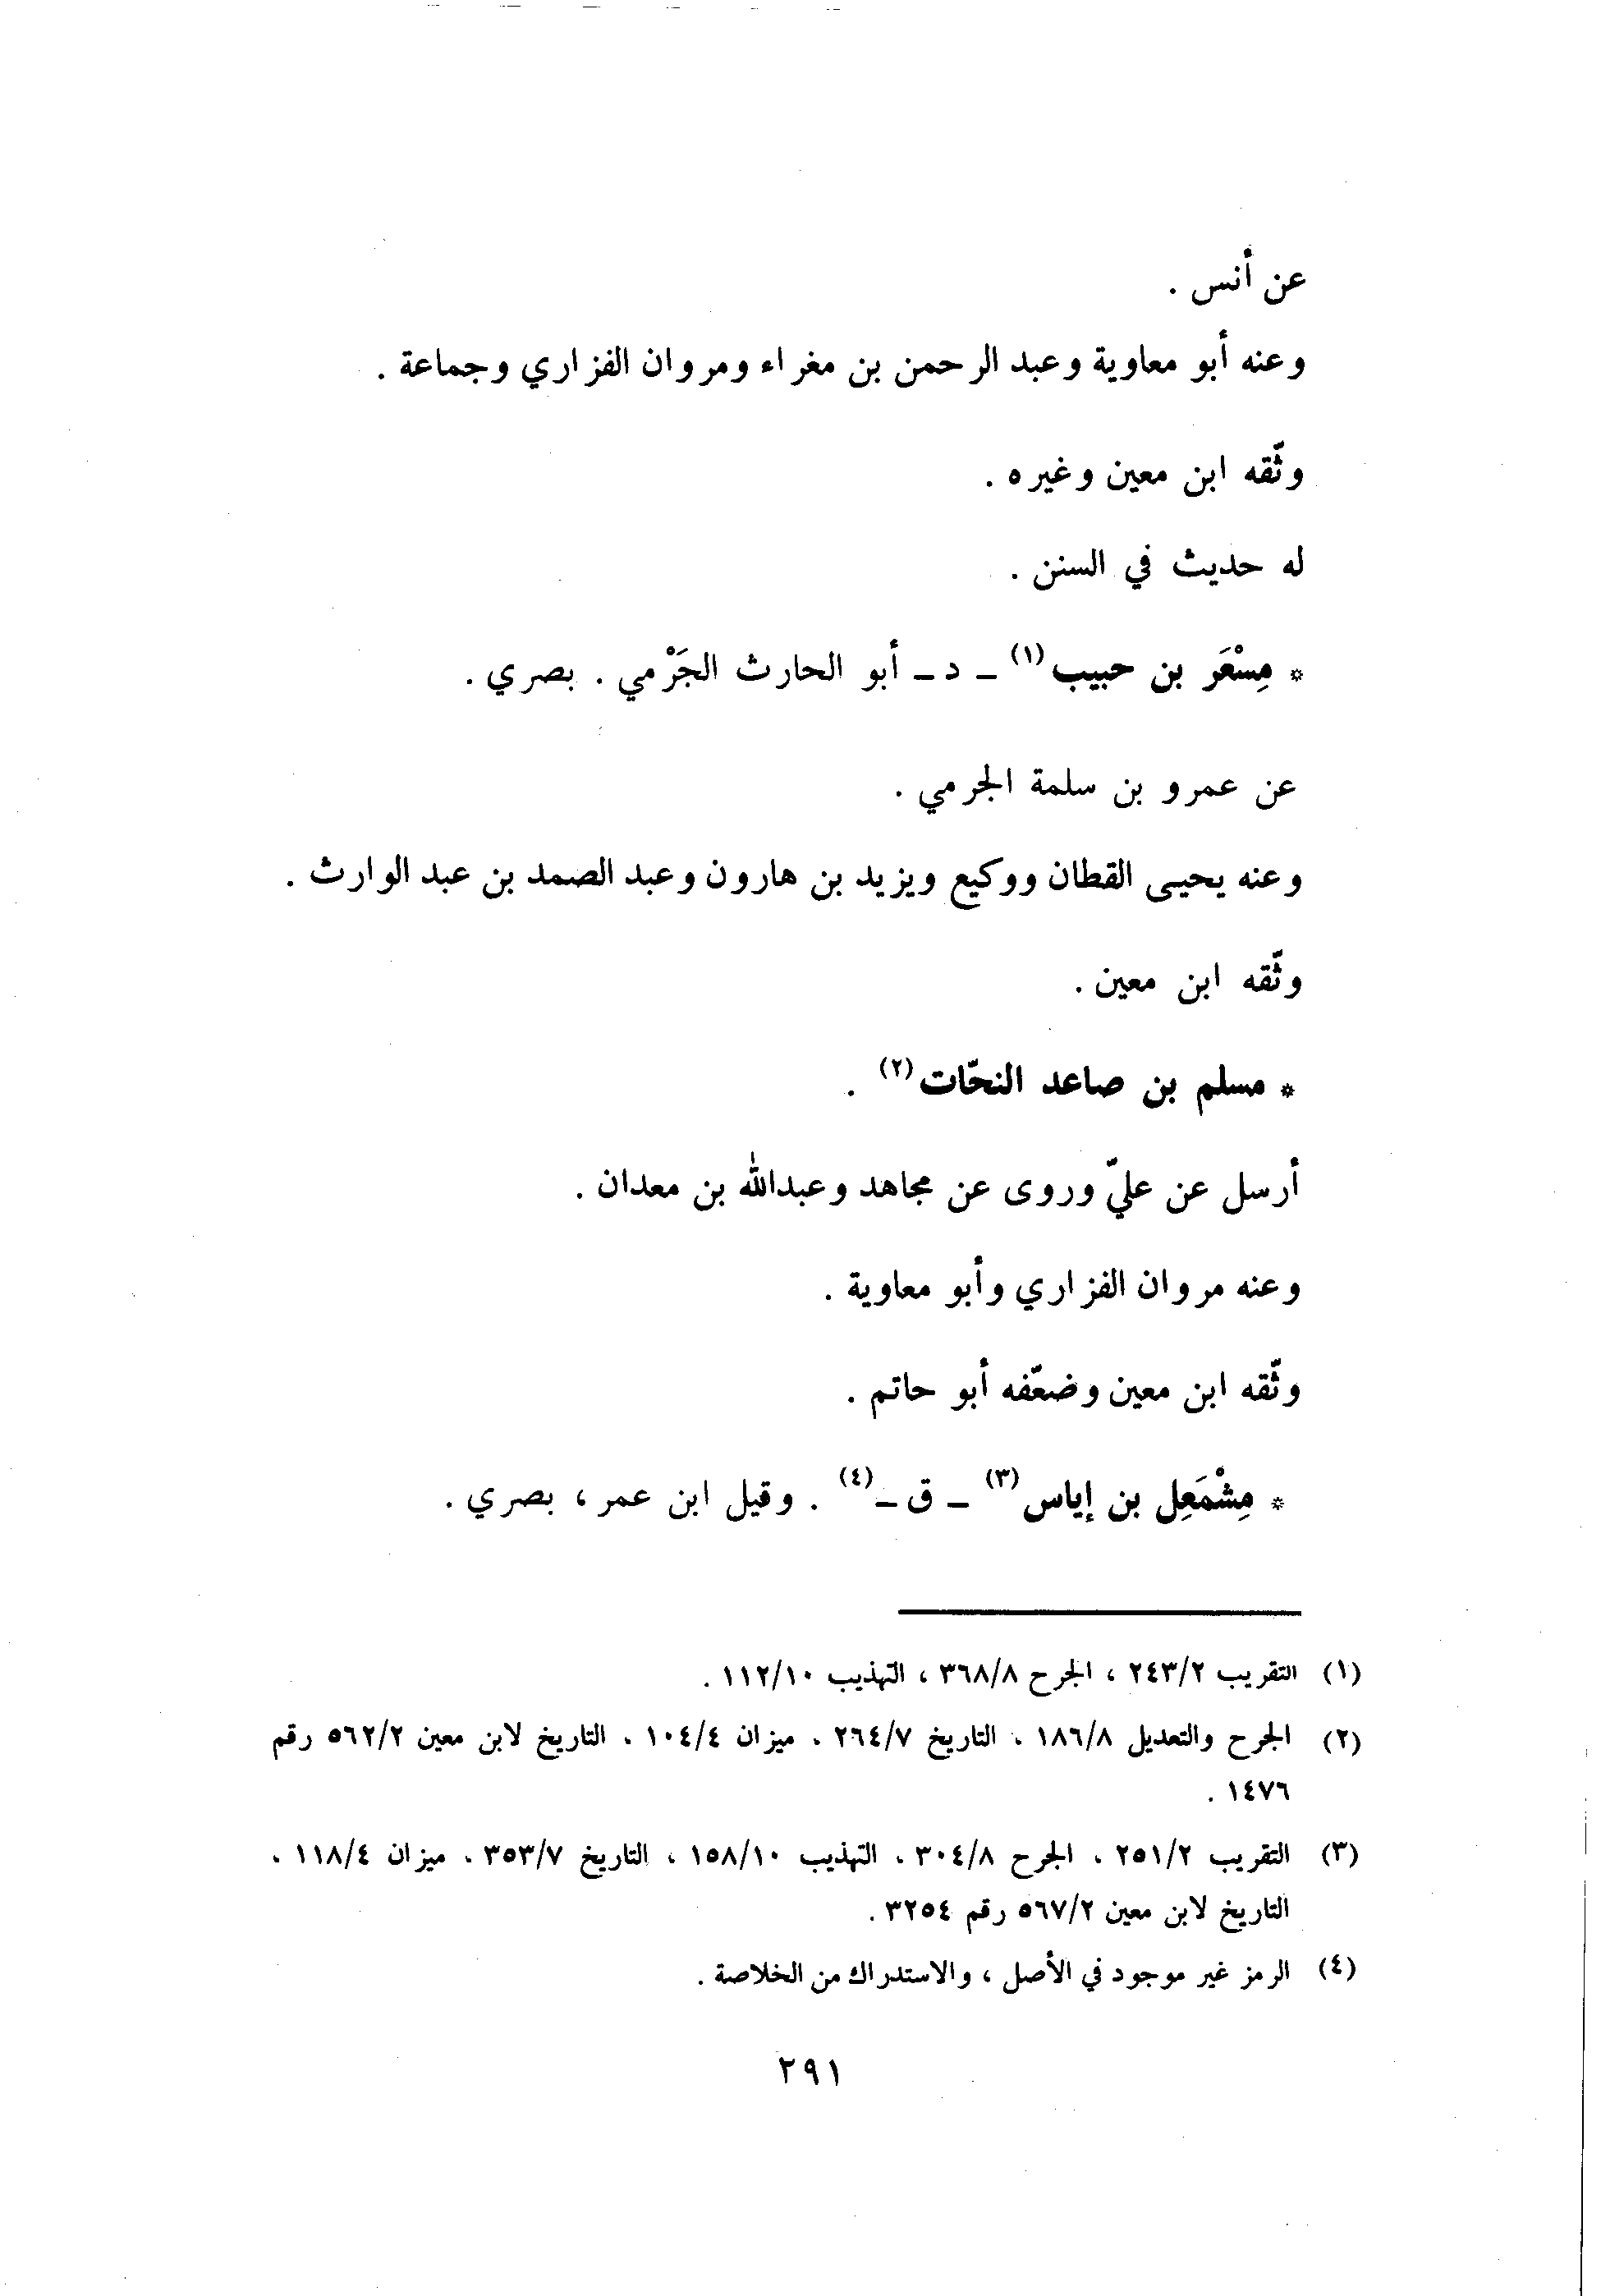 عن أنس .
وعنه أبو معاوية وعبد الرحمن بن مغراء ومروان الفزاري وجماعة .
وثّقه ابن معين وغيره .
له حديث في السنن .
* مِسْعَر بن حبيب (١) ــ د ــ أبو الحارث الجَرْمي . بصري .
عن عمرو بن سلمة الجرمي .
وعنه يحيى القطان ووكيع ويزيد بن هارون وعبد الصمد بن عبد الوارث .
وثّقه ابن معين .
* مسلم بن صاعد النحّات (٢) .
أرسل عن عليّ وروى عن مجاهد وعبدالله بن معدان .
وعنه مروان الفزاري وأبو معاوية .
وثّقه ابن معين وضعّفه أبو حاتم .
* مِشْمَعِل بن إياس (٣) ــ ق ــ (٤) . وقيل ابن عمر ، بصري .
(١) التقريب ٢٤٣/٢ ، الجرح ٣٦٨/٨ ، التهذيب ١١٢/١٠ .
(٢) الجرح والتعديل ١٨٦/٨ ، التاريخ ٢٦٤/٧ ، ميزان ١٠٤/٤ ، التاريخ لابن معين ٥٦٢/٢ رقم
١٤٧٦ .
(٣) التقريب ٢٥١/٢ ، الجرح ٣٠٤/٨ ، التهذيب ١٥٨/١٠ ، التاريخ ٣٥٣/٧ ، ميزان ١١٨/٤ ،
التاريخ لابن معين ٥٦٧/٢ رقم ٣٢٥٤ .
(٤) الرمز غير موجود في الأصل ، والاستدراك من الخلاصة .
٢٩١